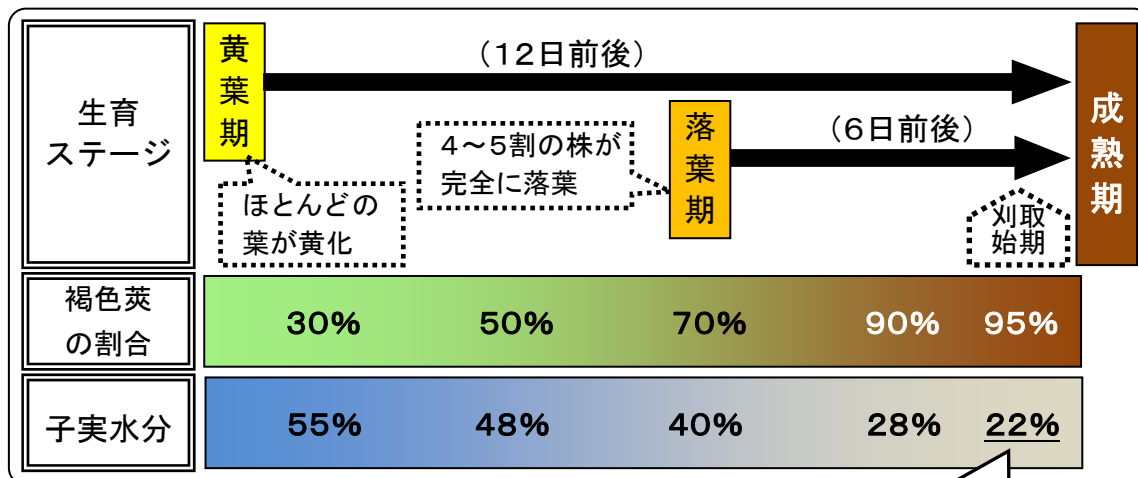 生育
ステージ
黄葉期
（12日前後）
ほとんどの
葉が黄化
4～5割の株が
完全に落葉
落葉期
（6日前後）
刈取
始期
成熟期
褐色莢
の割合
30%
50%
70%
90%
95%
子実水分
55%
48%
40%
28%
22%